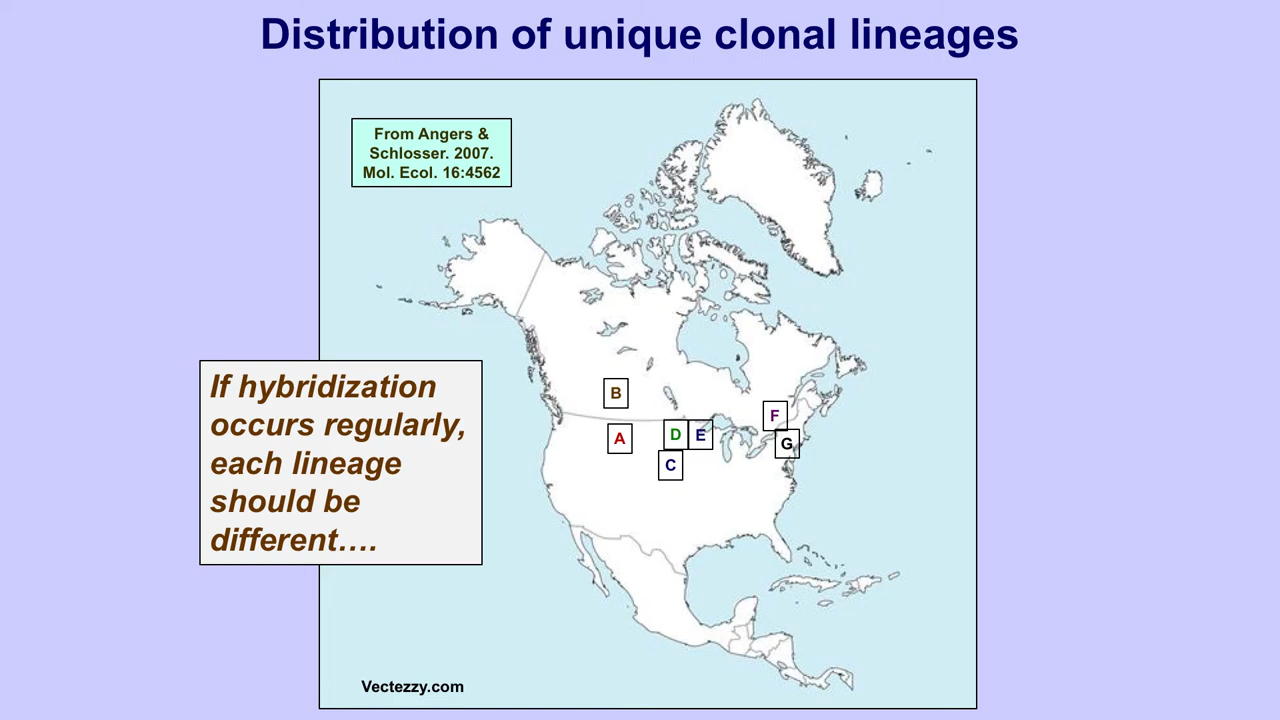 Distribution of unique clonal lineages
From Angers &
Schlosser. 2007.
Mol. Ecol. 16:4562
If hybridization
occurs regularly,
each lineage
should be
different….
B
A
D
E
C
F
G
Vectezzy.com